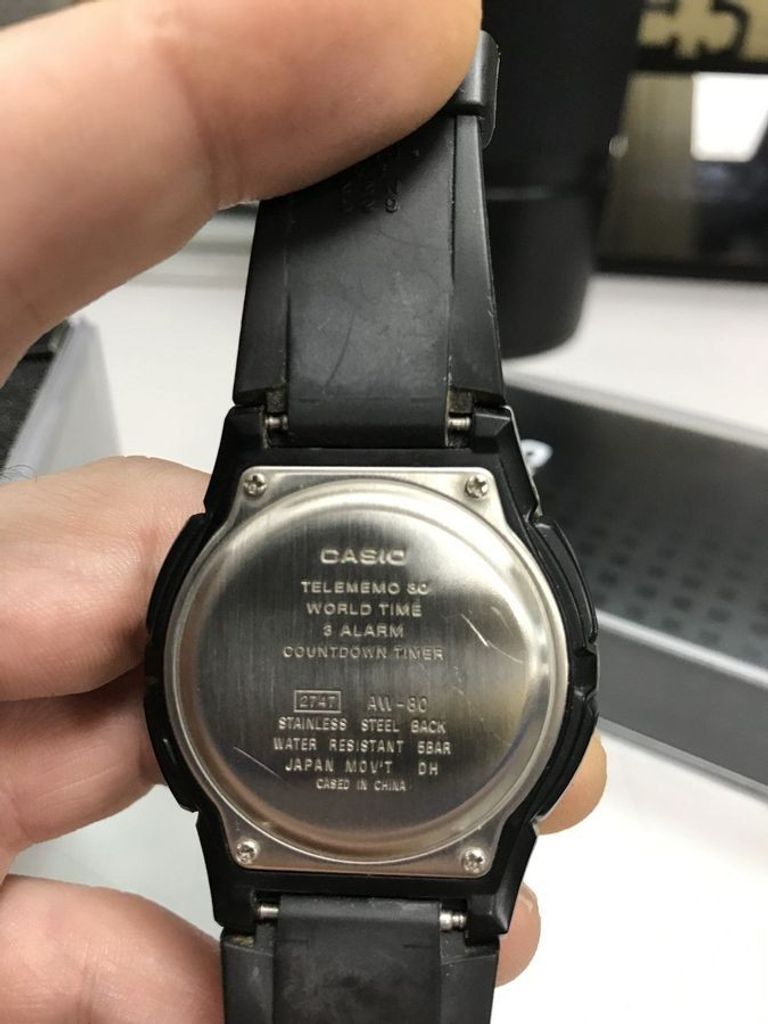 CASIO
TELEMEMO 30
WORLD TIME
3 ALARM
COUNTDOWN TIMER
2747 AW-80
STAINLESS STEEL BACK
WATER RESISTANT 5BAR
JAPAN MOV'T DH
CASED IN CHINA